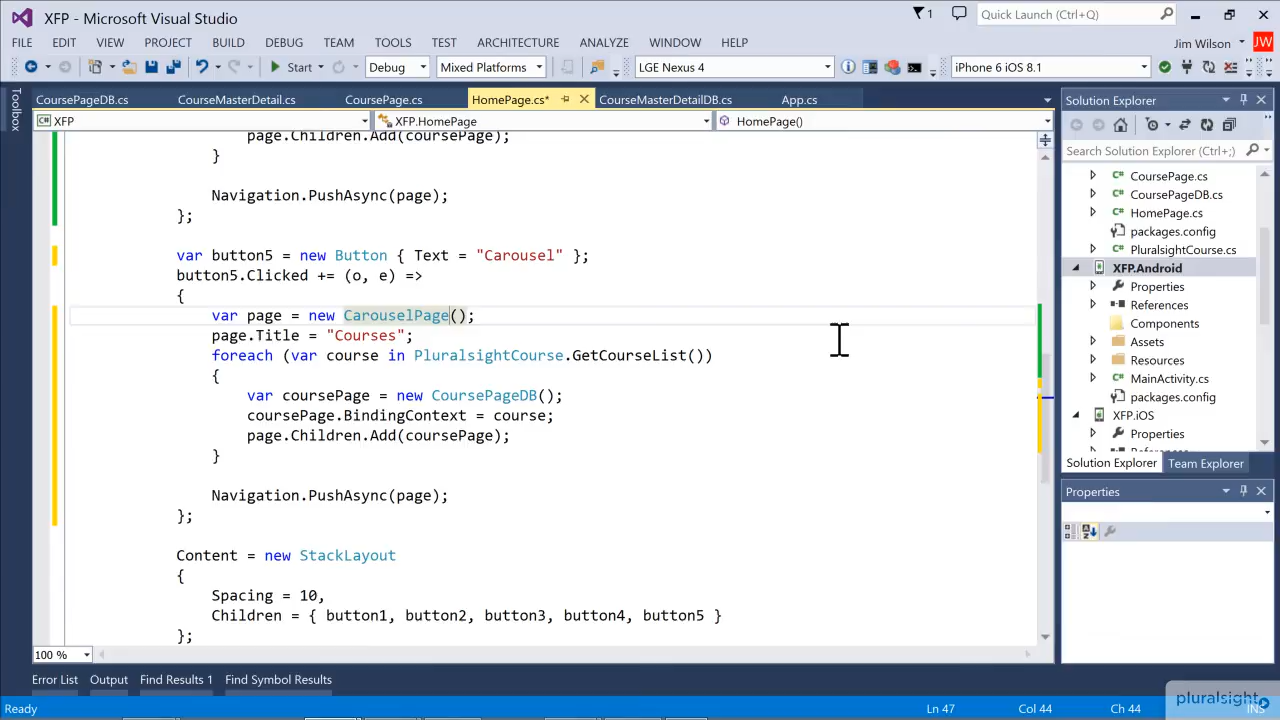 XFP - Microsoft Visual Studio
1
Quick Launch (Ctrl+Q)
FILE EDIT VIEW PROJECT BUILD DEBUG TEAM TOOLS TEST ARCHITECTURE ANALYZE WINDOW HELP
Jim Wilson JW
Start Debug Mixed Platforms LGE Nexus 4 iPhone 6 iOS 8.1
Toolbox
CoursePageDB.cs CourseMasterDetail.cs CoursePage.cs HomePage.cs* CourseMasterDetailDB.cs App.cs
XFP XFP.HomePage HomePage()
page.Children.Add(coursePage);
}
Navigation.PushAsync(page);
};
var button5 = new Button { Text = "Carousel" };
button5.Clicked += (o, e) =>
{
var page = new CarouselPage();
page.Title = "Courses";
foreach (var course in PluralsightCourse.GetCourseList())
{
var coursePage = new CoursePageDB();
coursePage.BindingContext = course;
page.Children.Add(coursePage);
}
Navigation.PushAsync(page);
};
Content = new StackLayout
{
Spacing = 10,
Children = { button1, button2, button3, button4, button5 }
};
100 %
Solution Explorer
Search Solution Explorer (Ctrl+;)
C# CoursePage.cs
C# CoursePageDB.cs
C# HomePage.cs
packages.config
C# PluralsightCourse.cs
XFP.Android
Properties
References
Components
Assets
Resources
C# MainActivity.cs
packages.config
XFP.iOS
Properties
Solution Explorer Team Explorer
Properties
Error List Output Find Results 1 Find Symbol Results
Ready Ln 47 Col 44 Ch 44 INS
pluralsight